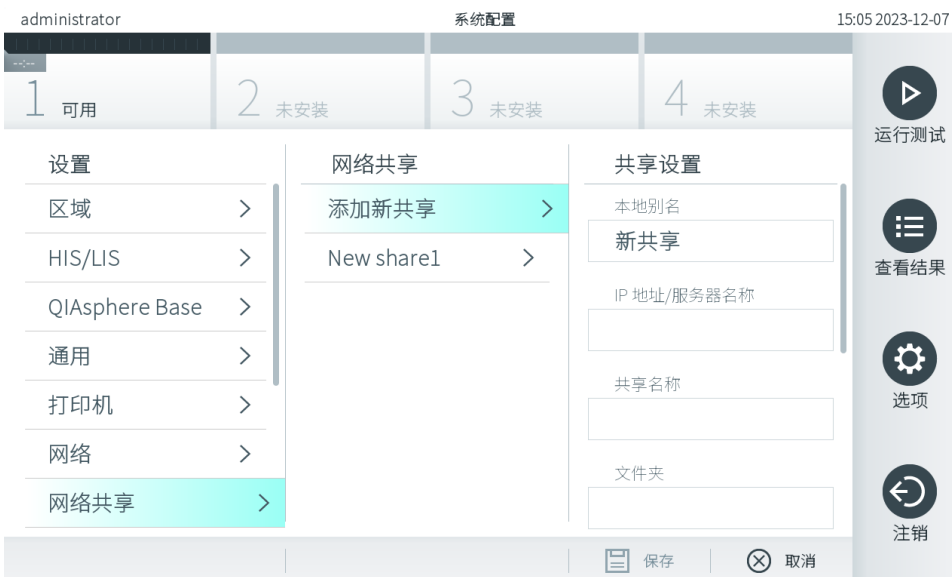 administrator
系统配置
15:05 2023-12-07
--:--
1 可用
2 未安装
3 未安装
4 未安装
设置
区域
HIS/LIS
QIAsphere Base
通用
打印机
网络
网络共享
网络共享
添加新共享
New share1
共享设置
本地别名
新共享
IP 地址/服务器名称
共享名称
文件夹
保存
取消
运行测试
查看结果
选项
注销